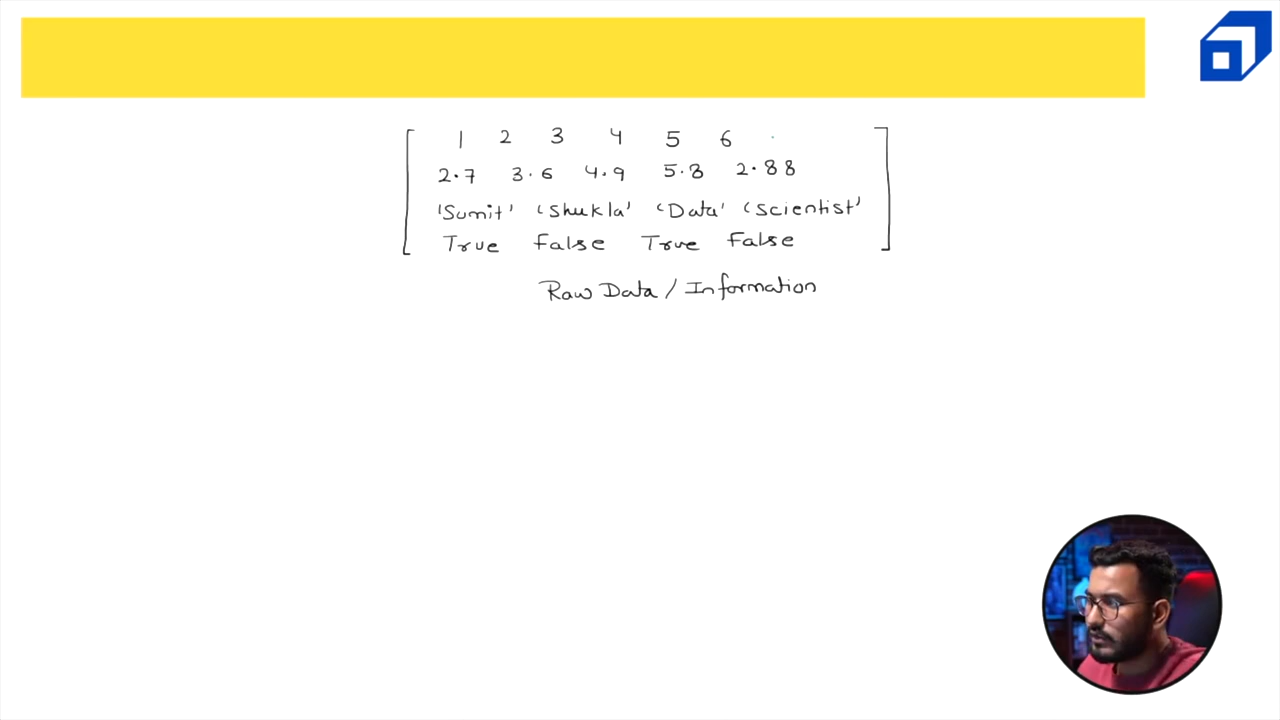 1 2 3 4 5 6
2.7 3.6 4.9 5.8 2.88
'Sumit' 'Shukla' 'Data' 'Scientist'
True False True False
Raw Data / Information